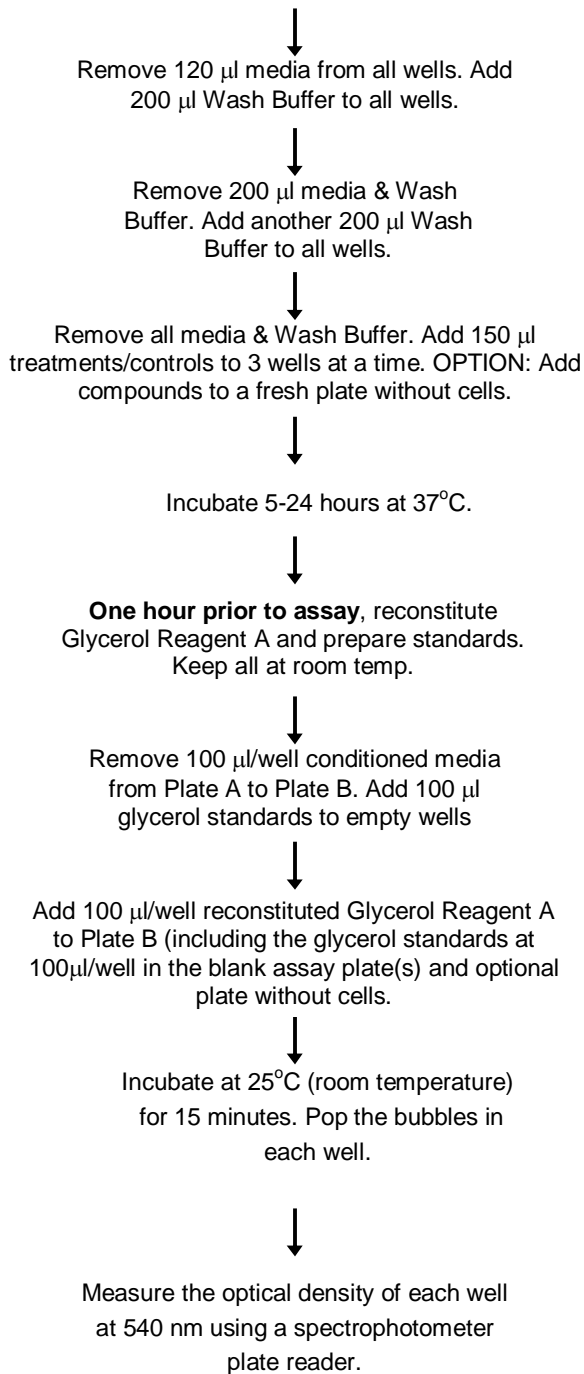 Remove 120 μl media from all wells. Add
200 μl Wash Buffer to all wells.
Remove 200 μl media & Wash
Buffer. Add another 200 μl Wash
Buffer to all wells.
Remove all media & Wash Buffer. Add 150 μl
treatments/controls to 3 wells at a time. OPTION: Add
compounds to a fresh plate without cells.
Incubate 5-24 hours at 37°C.
One hour prior to assay, reconstitute
Glycerol Reagent A and prepare standards.
Keep all at room temp.
Remove 100 μl/well conditioned media
from Plate A to Plate B. Add 100 μl
glycerol standards to empty wells
Add 100 μl/well reconstituted Glycerol Reagent A
to Plate B (including the glycerol standards at
100μl/well in the blank assay plate(s) and optional
plate without cells.
Incubate at 25°C (room temperature)
for 15 minutes. Pop the bubbles in
each well.
Measure the optical density of each well
at 540 nm using a spectrophotometer
plate reader.